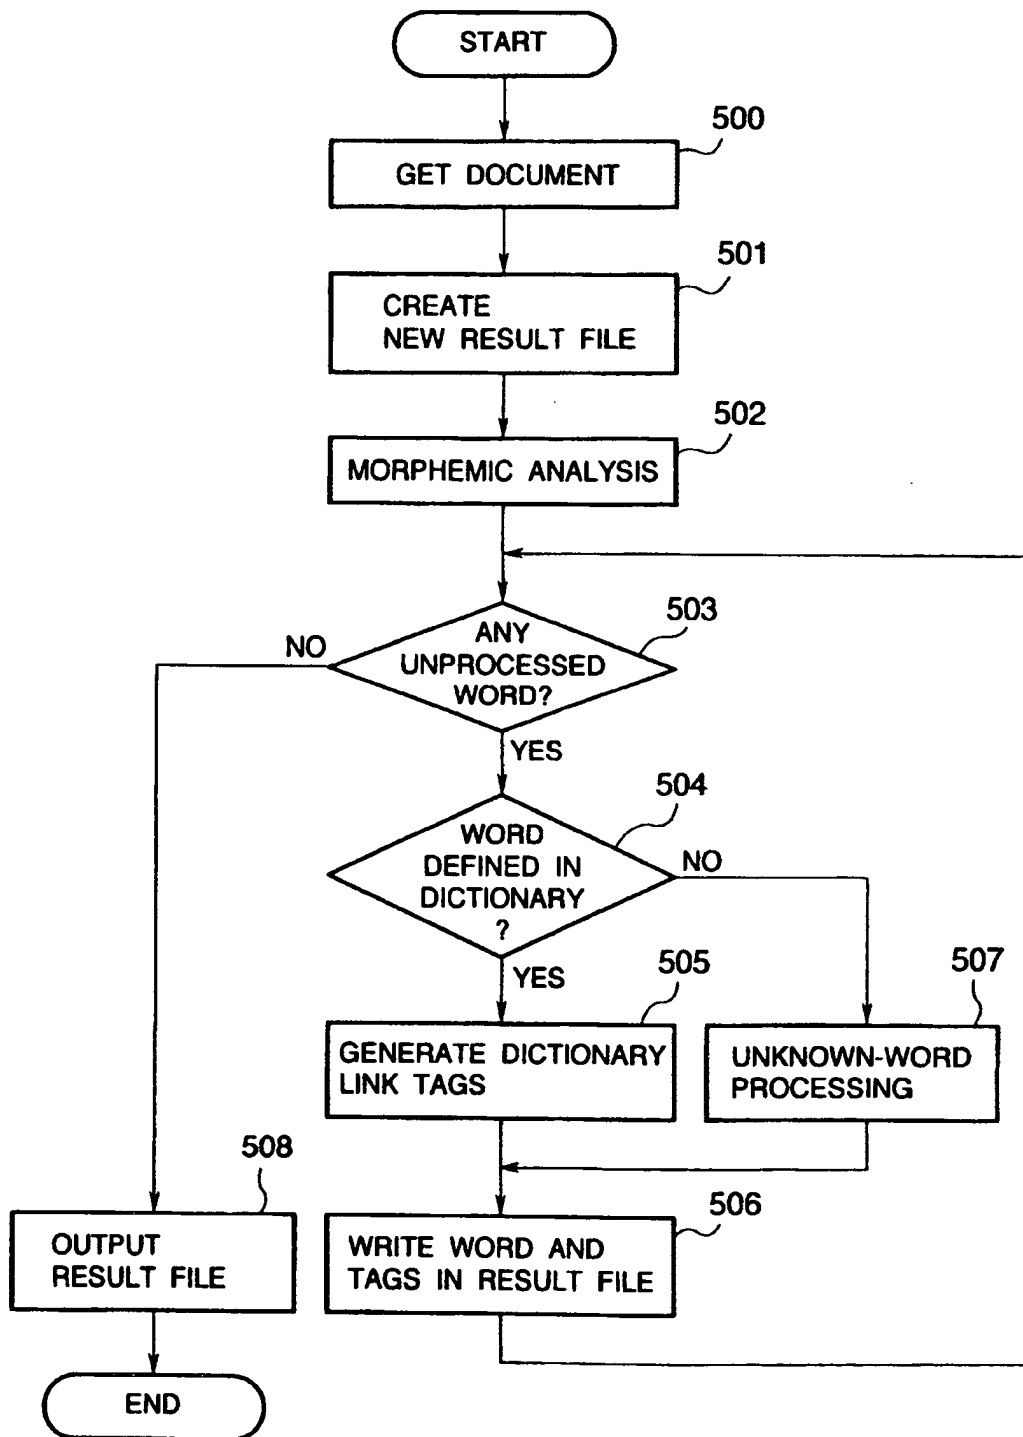 START
500
GET DOCUMENT
501
CREATE
NEW RESULT FILE
502
MORPHEMIC ANALYSIS
503
NO
ANY
UNPROCESSED
WORD?
YES
504
WORD
DEFINED IN
DICTIONARY
?
NO
YES
505
507
GENERATE DICTIONARY
LINK TAGS
UNKNOWN-WORD
PROCESSING
508
506
OUTPUT
RESULT FILE
WRITE WORD AND
TAGS IN RESULT FILE
END